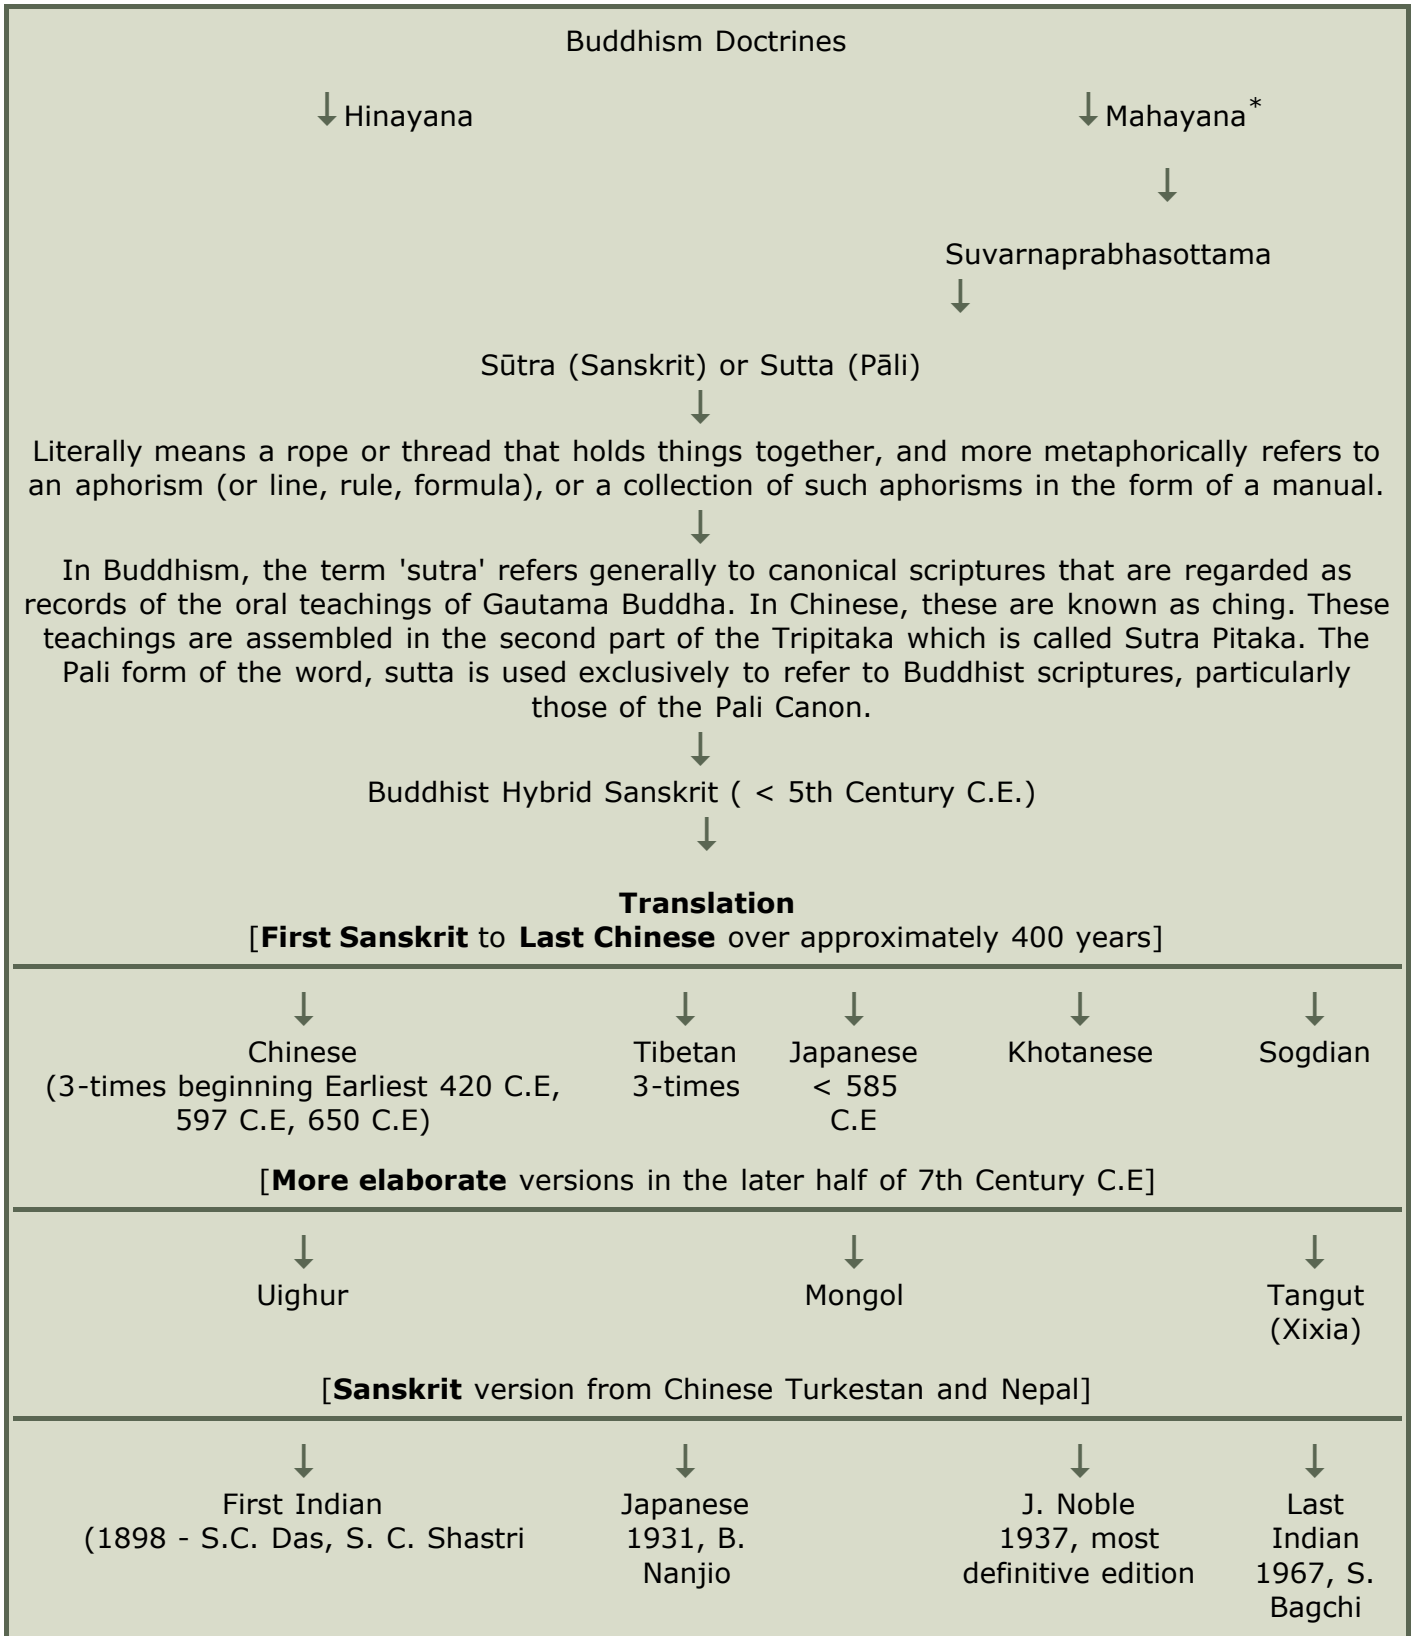 Buddhism Doctrines
↓ Hinayana ↓ Mahayana*
↓
Suvarnaprabhasottama
↓
Sūtra (Sanskrit) or Sutta (Pāli)
↓
Literally means a rope or thread that holds things together, and more metaphorically refers to
an aphorism (or line, rule, formula), or a collection of such aphorisms in the form of a manual.
↓
In Buddhism, the term 'sutra' refers generally to canonical scriptures that are regarded as
records of the oral teachings of Gautama Buddha. In Chinese, these are known as ching. These
teachings are assembled in the second part of the Tripitaka which is called Sutra Pitaka. The
Pali form of the word, sutta is used exclusively to refer to Buddhist scriptures, particularly
those of the Pali Canon.
↓
Buddhist Hybrid Sanskrit ( < 5th Century C.E.)
↓
Translation
[First Sanskrit to Last Chinese over approximately 400 years]
↓ ↓ ↓ ↓ ↓
Chinese
(3-times beginning Earliest 420 C.E,
597 C.E, 650 C.E)
Tibetan
3-times
Japanese
< 585
C.E
Khotanese
Sogdian
[More elaborate versions in the later half of 7th Century C.E]
↓ ↓ ↓
Uighur
Mongol
Tangut
(Xixia)
[Sanskrit version from Chinese Turkestan and Nepal]
↓ ↓ ↓ ↓
First Indian
(1898 - S.C. Das, S. C. Shastri
Japanese
1931, B.
Nanjio
J. Noble
1937, most
definitive edition
Last
Indian
1967, S.
Bagchi